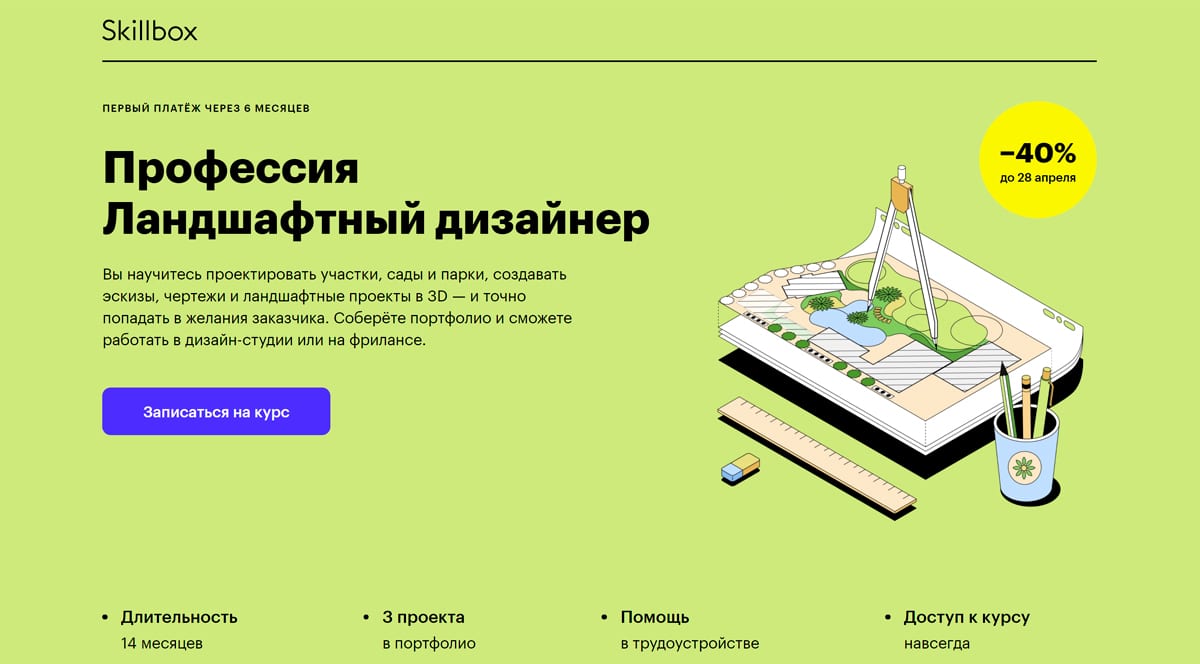 Skillbox
ПЕРВЫЙ ПЛАТЁЖ ЧЕРЕЗ 6 МЕСЯЦЕВ
Профессия
Ландшафтный дизайнер
−40%
до 28 апреля
Вы научитесь проектировать участки, сады и парки, создавать
эскизы, чертежи и ландшафтные проекты в 3D — и точно
попадать в желания заказчика. Соберёте портфолио и сможете
работать в дизайн-студии или на фрилансе.
Записаться на курс
• Длительность
14 месяцев
• 3 проекта
в портфолио
• Помощь
в трудоустройстве
• Доступ к курсу
навсегда